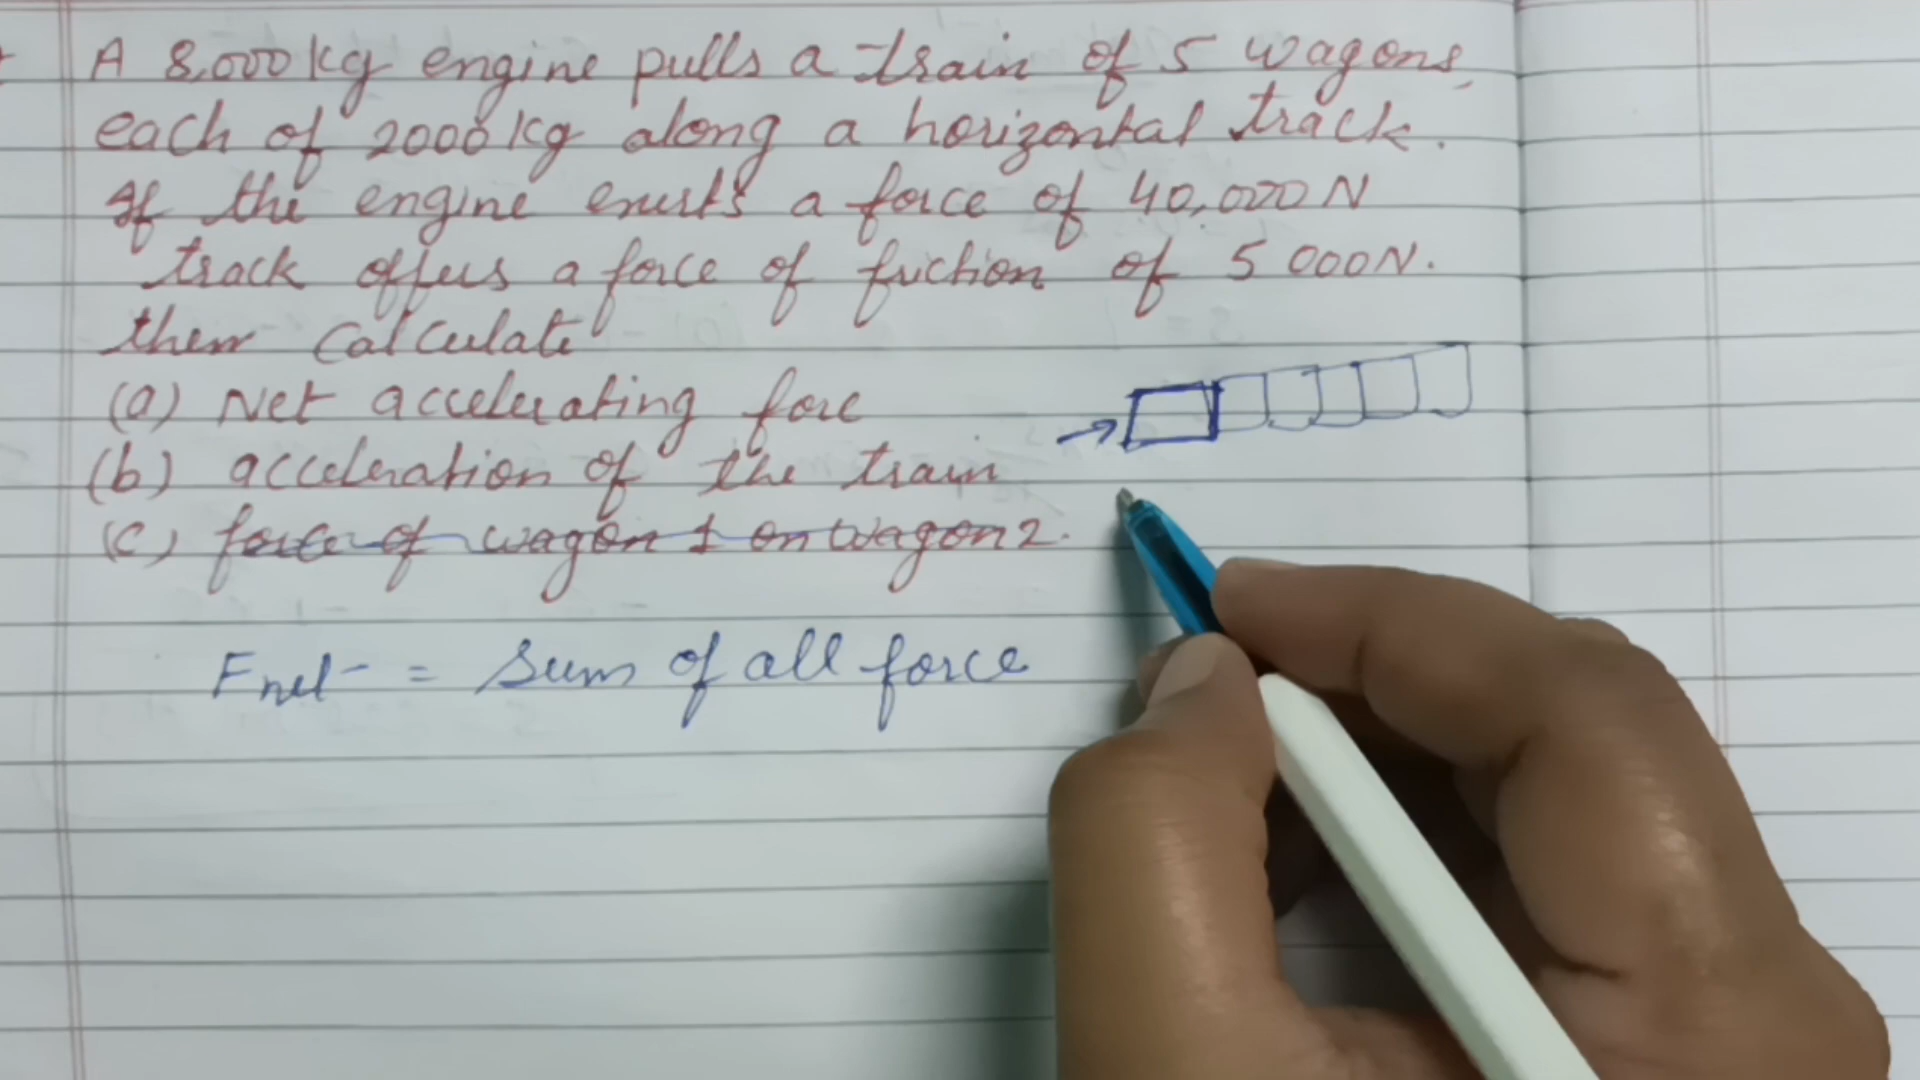 A 8,000 kg engine pulls a train of 5 wagons,
each of 2000 kg along a horizontal track.
If the engine exerts a force of 40,000 N
track offers a force of friction of 5000N.
then Calculate
(a) Net accelerating forc
(b) acceleration of the train
(c) force of wagon 1 on wagon 2.
Fnet = Sum of all force